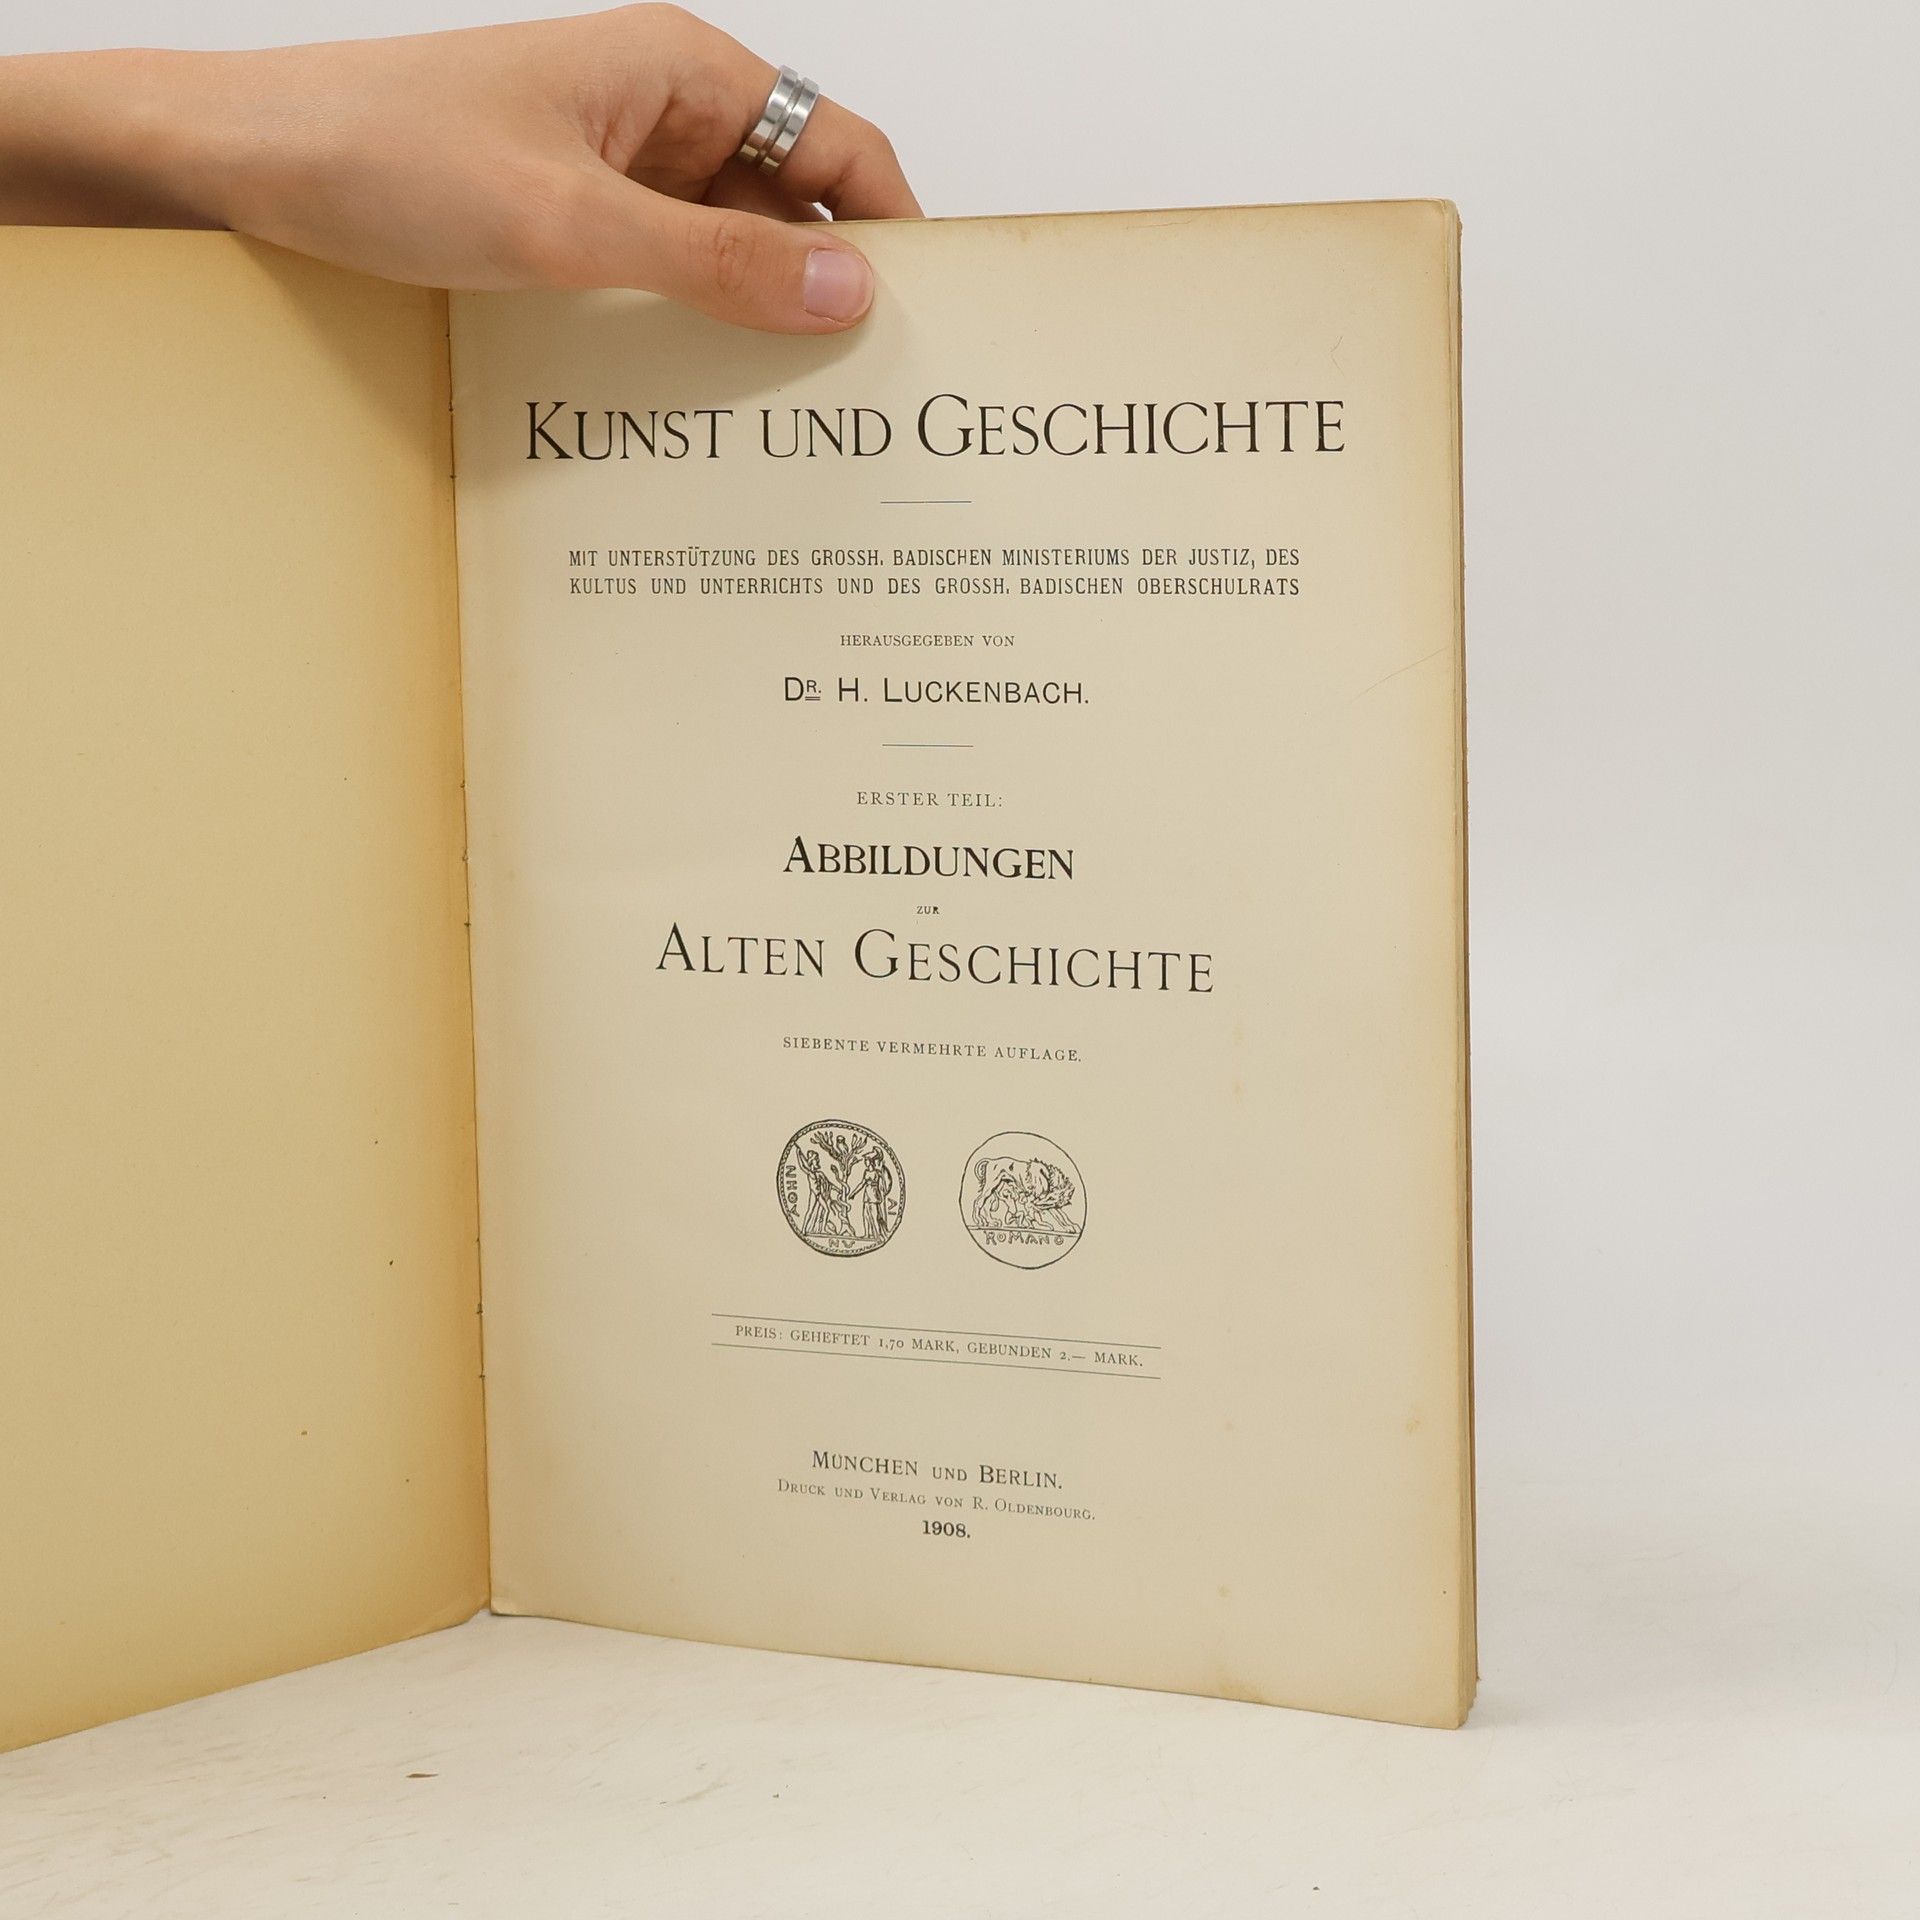 KUNST UND GESCHICHTE
MIT UNTERSTÜTZUNG DES GROSSH. BADISCHEN MINISTERIUMS DER JUSTIZ, DES
KULTUS UND UNTERRICHTS UND DES GROSSH. BADISCHEN OBERSCHULRATS
HERAUSGEGEBEN VON
DR. H. LUCKENBACH.
ERSTER TEIL:
ABBILDUNGEN
ZUR
ALTEN GESCHICHTE
SIEBENTE VERMEHRTE AUFLAGE.
ΑΘΗΝ ΑΙ
ROMANO
PREIS: GEHEFTET 1,70 MARK, GEBUNDEN 2.— MARK.
MÜNCHEN UND BERLIN.
DRUCK UND VERLAG VON R. OLDENBOURG.
1908.